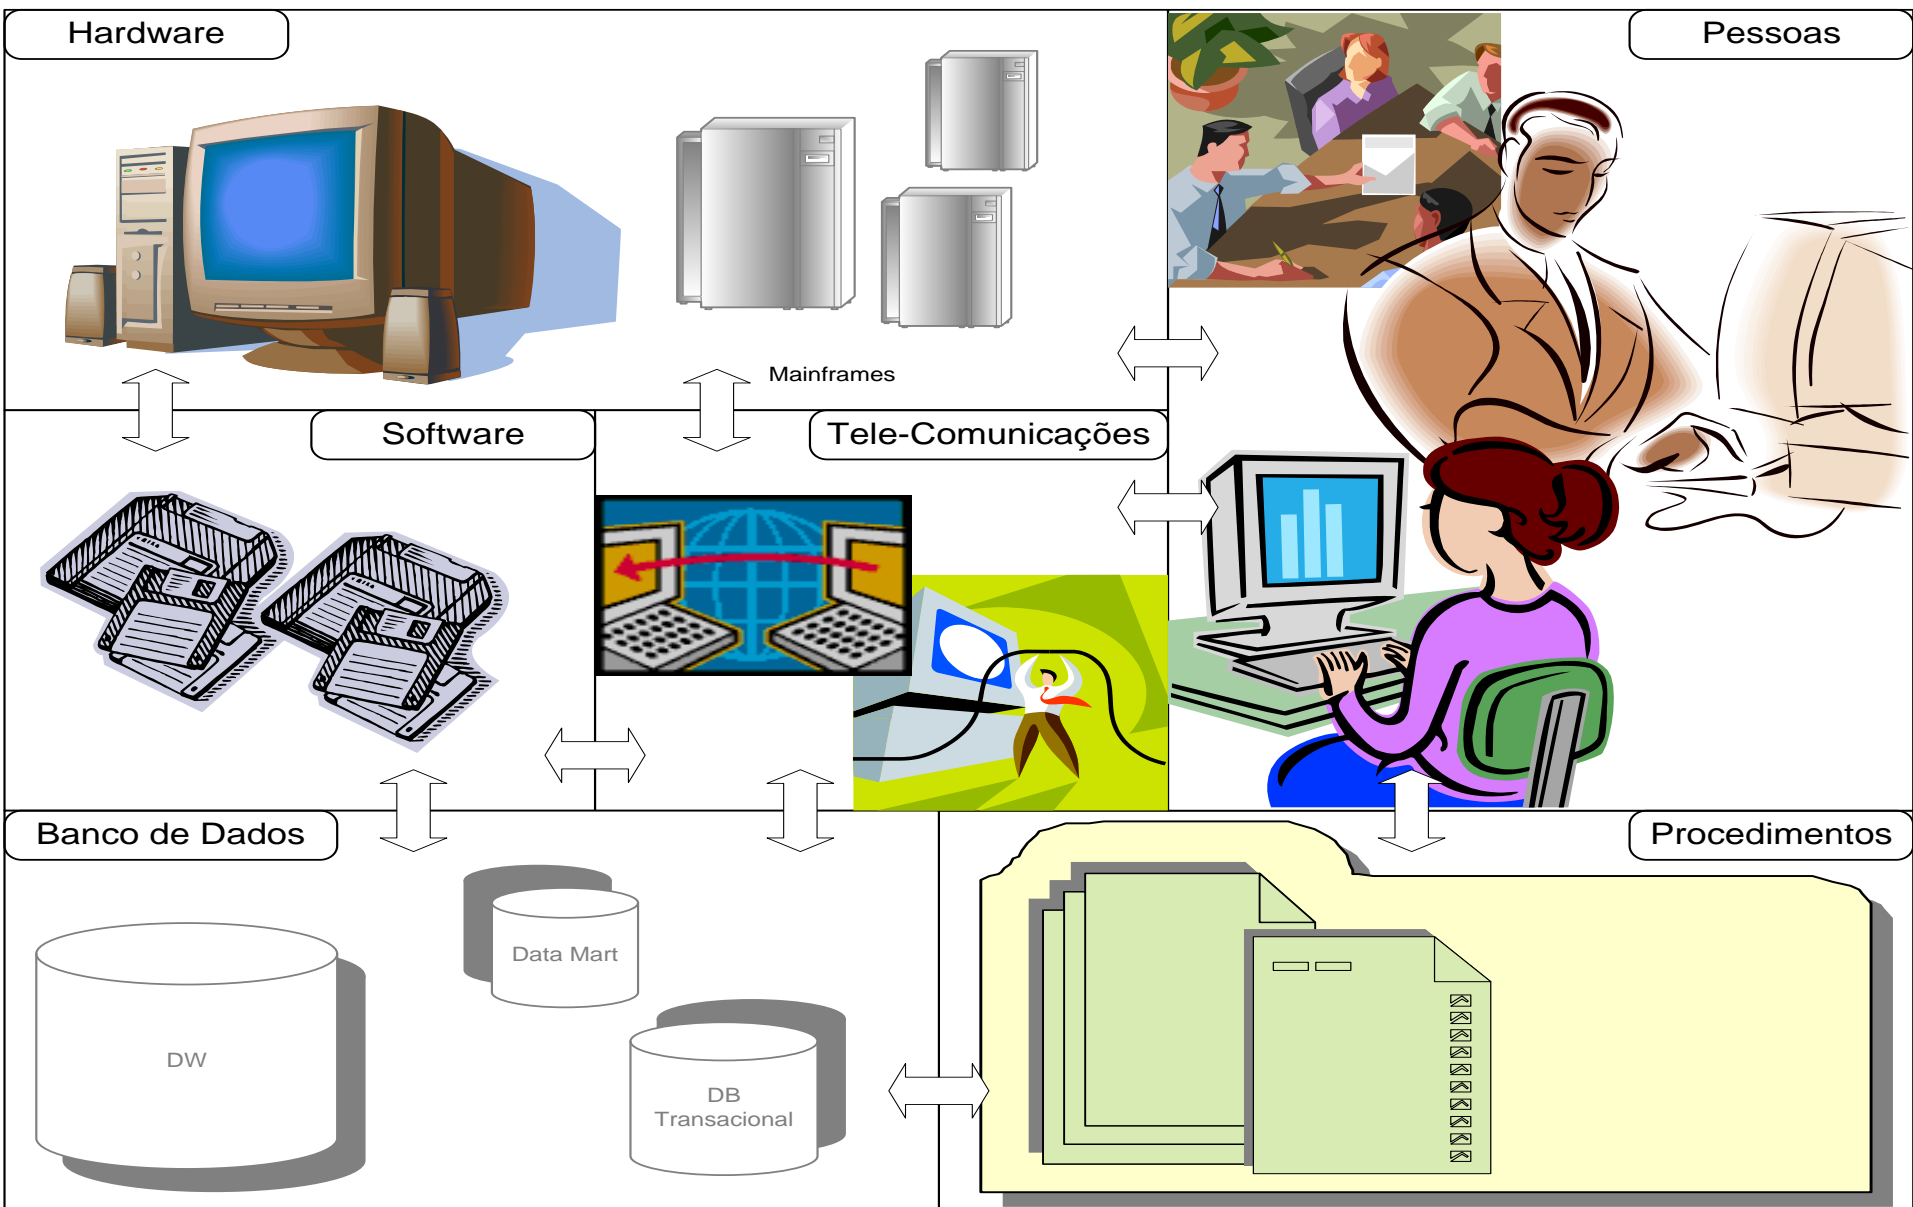 Hardware
Pessoas
Mainframes
Software
Tele-Comunicações
Banco de Dados
Procedimentos
Data Mart
DW
DB
Transacional